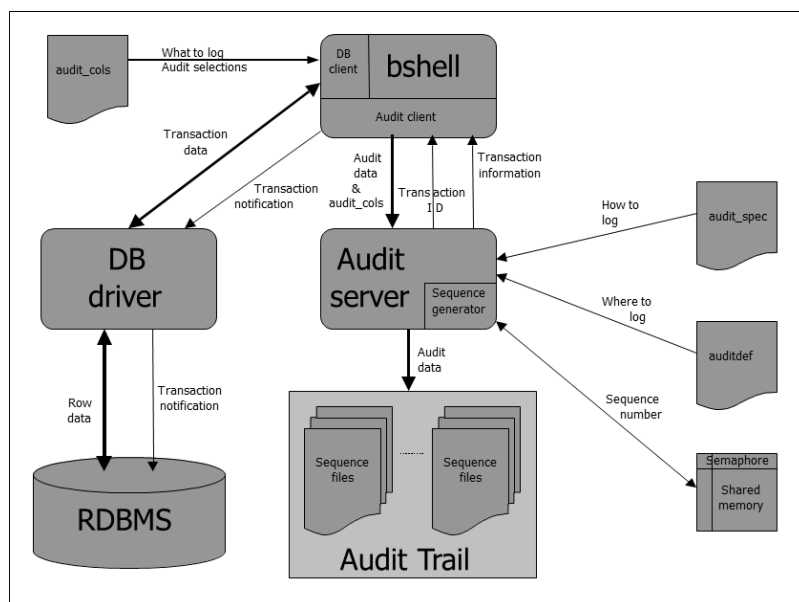 audit_cols
What to log
Audit selections
DB
client
bshell
Audit client
Transaction
data
Transaction
notification
Audit
data
&
audit_cols
Transaction
ID
Transaction
information
How to
log
audit_spec
DB
driver
Audit
server
Sequence
generator
Where to
log
auditdef
Row
data
Transaction
notification
Audit
data
Sequence
number
Sequence
files
Sequence
files
Semaphore
Shared
memory
RDBMS
Audit Trail